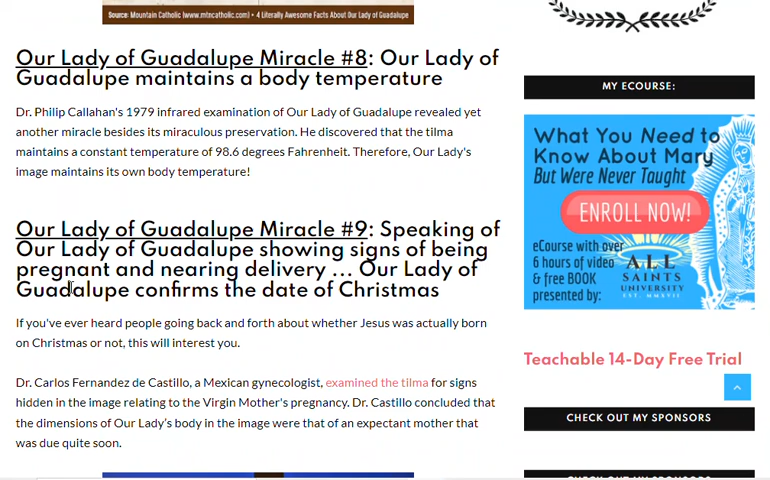 Source: Mountain Catholic (www.mtncatholic.com) • 4 Literally Awesome Facts About Our Lady of Guadalupe
Our Lady of Guadalupe Miracle #8: Our Lady of
Guadalupe maintains a body temperature
Dr. Philip Callahan's 1979 infrared examination of Our Lady of Guadalupe revealed yet
another miracle besides its miraculous preservation. He discovered that the tilma
maintains a constant temperature of 98.6 degrees Fahrenheit. Therefore, Our Lady's
image maintains its own body temperature!
Our Lady of Guadalupe Miracle #9: Speaking of
Our Lady of Guadalupe showing signs of being
pregnant and nearing delivery ... Our Lady of
Guadalupe confirms the date of Christmas
If you've ever heard people going back and forth about whether Jesus was actually born
on Christmas or not, this will interest you.
Dr. Carlos Fernandez de Castillo, a Mexican gynecologist, examined the tilma for signs
hidden in the image relating to the Virgin Mother's pregnancy. Dr. Castillo concluded that
the dimensions of Our Lady’s body in the image were that of an expectant mother that
was due quite soon.
MY ECOURSE:
What You Need to
Know About Mary
But Were Never Taught
ENROLL NOW!
eCourse with over
6 hours of video
& free BOOK
presented by:
ALL
SAINTS
UNIVERSITY
EST. MMXVII
Teachable 14-Day Free Trial
CHECK OUT MY SPONSORS
CHECK OUT MY SPONSORS